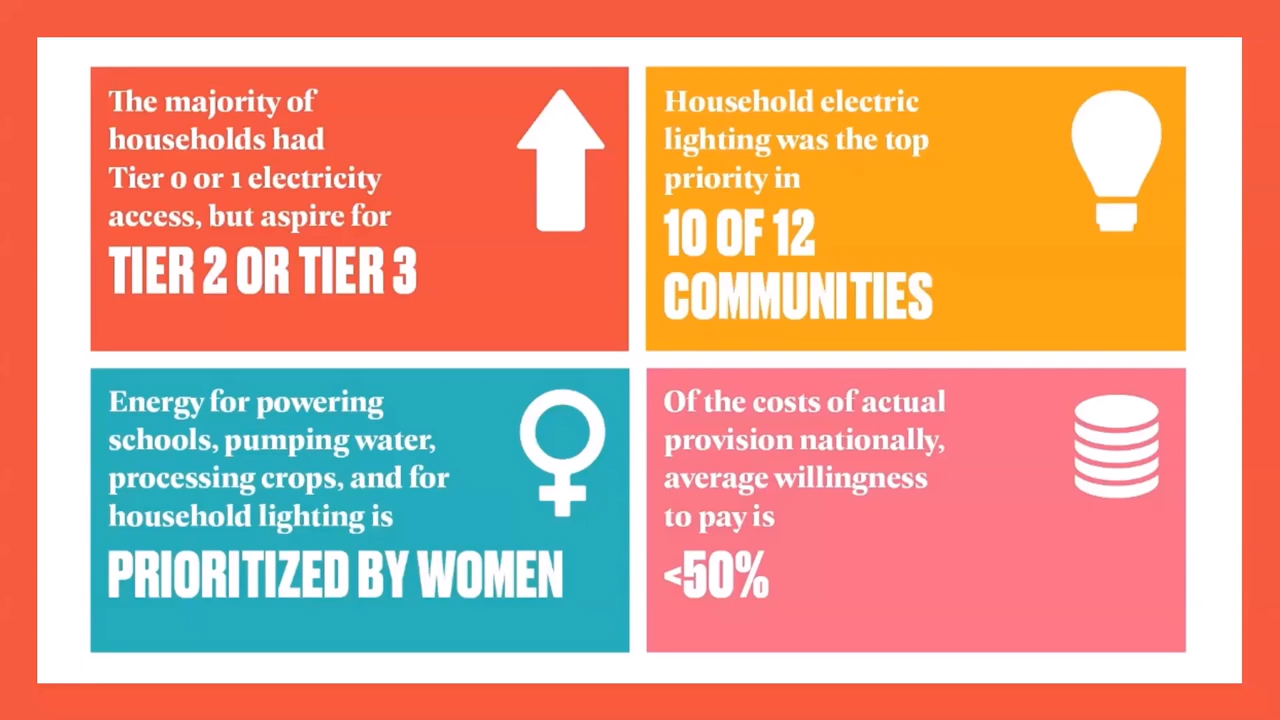 The majority of
households had
Tier 0 or 1 electricity
access, but aspire for
TIER 2 OR TIER 3
Household electric
lighting was the top
priority in
10 OF 12
COMMUNITIES
Energy for powering
schools, pumping water,
processing crops, and for
household lighting is
PRIORITIZED BY WOMEN
Of the costs of actual
provision nationally,
average willingness
to pay is
<50%